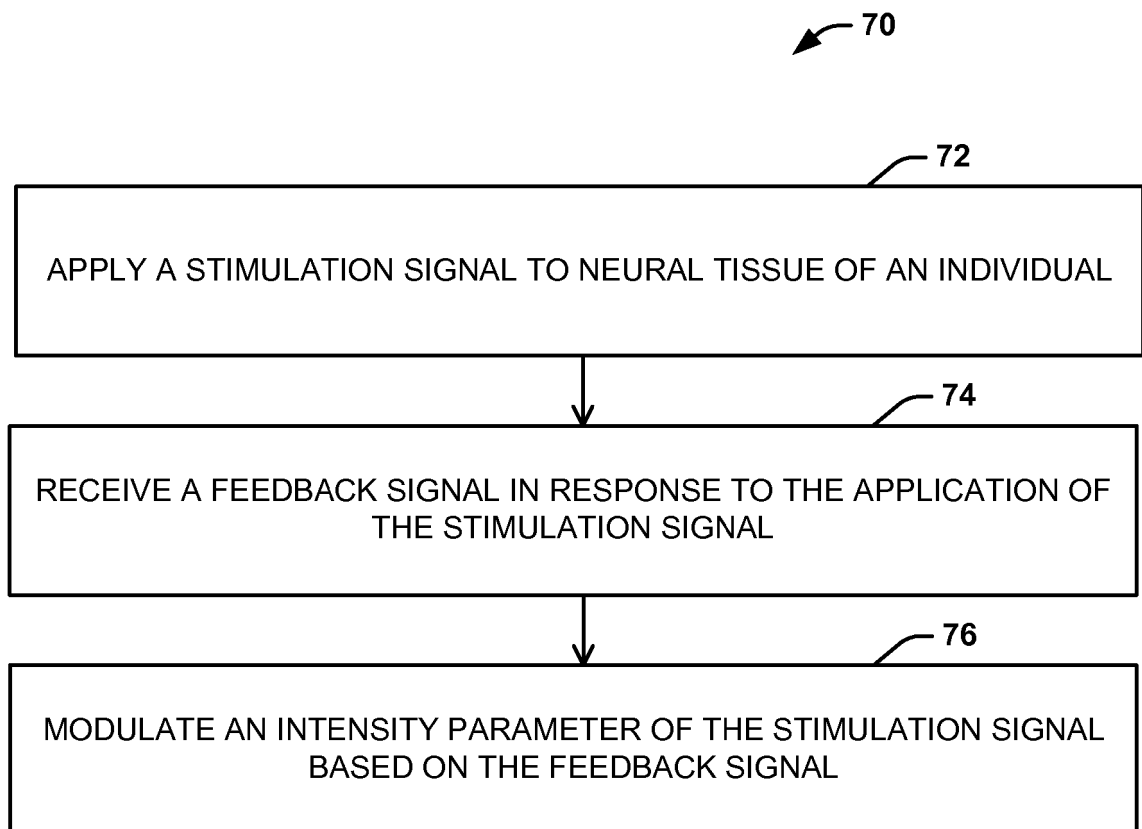 70
72
APPLY A STIMULATION SIGNAL TO NEURAL TISSUE OF AN INDIVIDUAL
74
RECEIVE A FEEDBACK SIGNAL IN RESPONSE TO THE APPLICATION OF
THE STIMULATION SIGNAL
76
MODULATE AN INTENSITY PARAMETER OF THE STIMULATION SIGNAL
BASED ON THE FEEDBACK SIGNAL